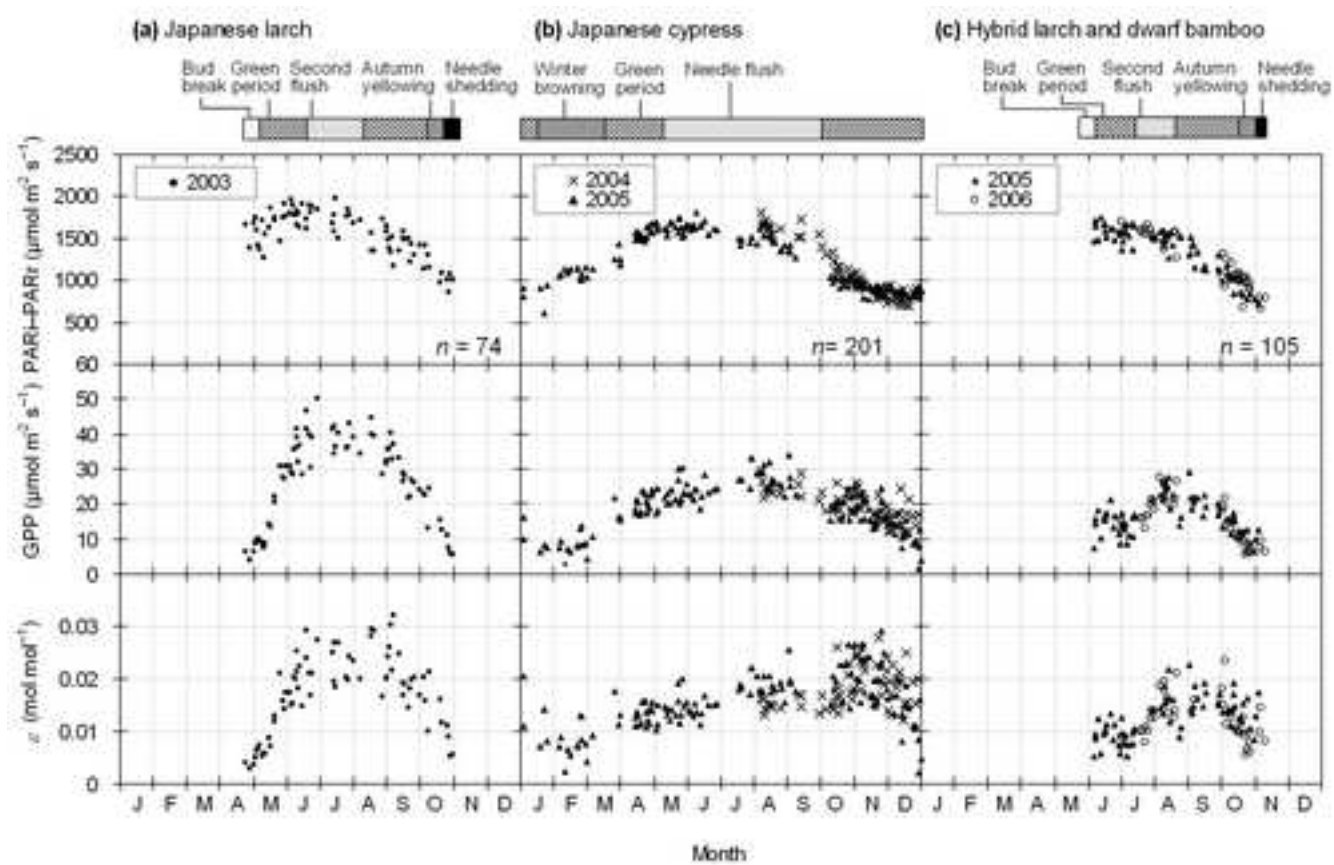 (a) Japanese larch
Bud break
Green period
Second flush
Autumn yellowing
Needle shedding
(b) Japanese cypress
Winter browning
Green period
Needle flush
(c) Hybrid larch and dwarf bamboo
Bud break
Green period
Second flush
Autumn yellowing
Needle shedding
PARi–PARr (μmol m² s⁻¹)
2500
2000
1500
1000
500
2003
n = 74
2004
2005
n= 201
2005
2006
n = 105
GPP (μmol m² s⁻¹)
60
50
40
30
20
10
0
ε (mol mol⁻¹)
0.03
0.02
0.01
0
J F M A M J J A S O N D
J F M A M J J A S O N D
J F M A M J J A S O N D
Month